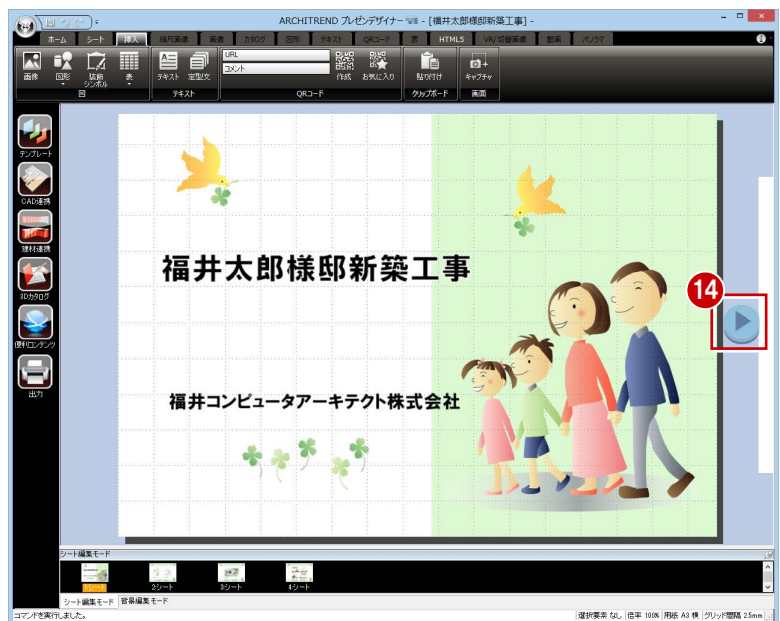 ARCHITREND プレゼンデザイナー - [福井太郎様邸新築工事] -
ホーム シート 挿入 画像 カタログ 図形 テキスト QRコード 表 HTML5 VR/切替画像 動画 パノラマ
画像 図形 装飾シンボル 表 テキスト 定型文 URL コメント 作成 お気に入り 貼り付け キャプチャ
図 テキスト QRコード クリップボード 画面
テンプレート
CAD連携
建材連携
3Dカタログ
便利コンテンツ
出力
福井太郎様邸新築工事
14
福井コンピュータアーキテクト株式会社
シート編集モード
1シート 2シート 3シート 4シート
シート編集モード 背景編集モード
コマンドを実行しました。 選択要素 なし 倍率 100% 用紙 A3 横 グリッド間隔 25mm